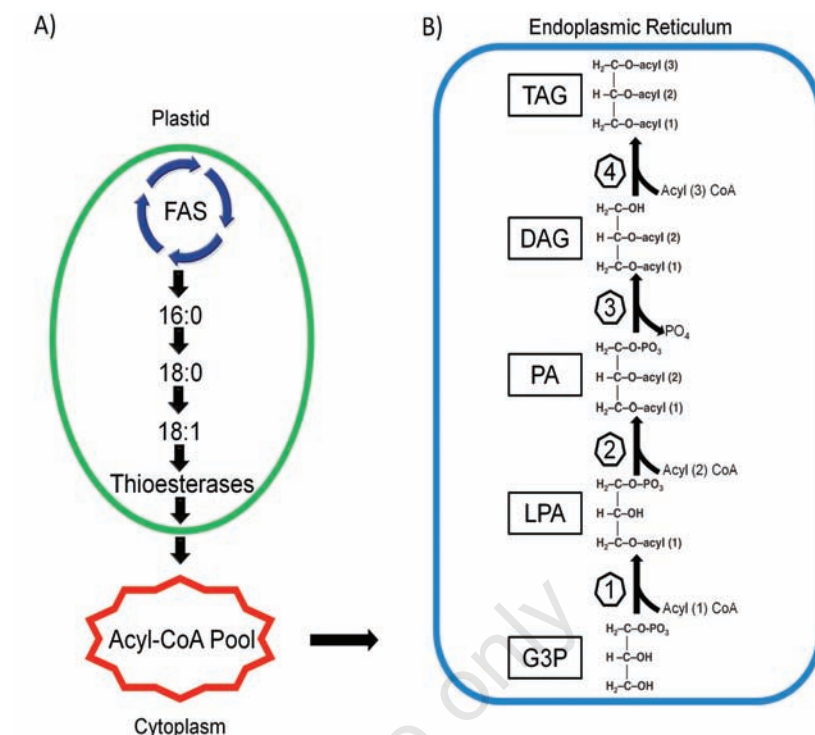 A)
Plastid
FAS
16:0
18:0
18:1
Thioesterases
Acyl-CoA Pool
Cytoplasm
B)
Endoplasmic Reticulum
TAG
H₂–C–O–acyl (3)
H –C–O–acyl (2)
H₂–C–O–acyl (1)
4
Acyl (3) CoA
DAG
H₂–C–OH
H –C–O–acyl (2)
H₂–C–O–acyl (1)
3
PO₄
PA
H₂–C–O-PO₃
H –C–O–acyl (2)
H₂–C–O–acyl (1)
2
Acyl (2) CoA
LPA
H₂–C–O–PO₃
H –C–OH
H₂–C–O–acyl (1)
1
Acyl (1) CoA
G3P
H₂–C–O-PO₃
H –C–OH
H₂–C–OH
only